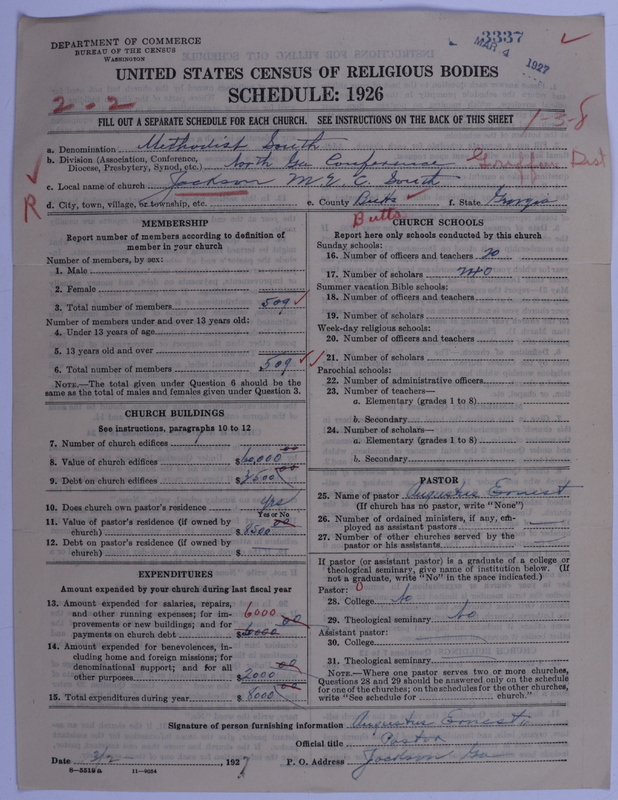 DEPARTMENT OF COMMERCE
BUREAU OF THE CENSUS
WASHINGTON
3337
MAR 4 1927
UNITED STATES CENSUS OF RELIGIOUS BODIES
SCHEDULE: 1926
2-2
FILL OUT A SEPARATE SCHEDULE FOR EACH CHURCH. SEE INSTRUCTIONS ON THE BACK OF THIS SHEET
1-3-8
a. Denomination Methodist South
b. Division (Association, Conference, Diocese, Presbytery, Synod, etc.) North Ga Conference Griffin Dist
c. Local name of church Jackson M. E. C. South
R
d. City, town, village, or township, etc. e. County Butts f. State Georgia
Butts
MEMBERSHIP
Report number of members according to definition of
member in your church
Number of members, by sex:
1. Male
2. Female
3. Total number of members 509
Number of members under and over 13 years old:
4. Under 13 years of age
5. 13 years old and over
6. Total number of members 509
NOTE.—The total given under Question 6 should be
same as the total of males and females given under Question 3.
CHURCH BUILDINGS
See instructions, paragraphs 10 to 12
7. Number of church edifices 1
8. Value of church edifices $60,000 00
9. Debt on church edifices $ 00
10. Does church own pastor's residence yes
Yes or No
11. Value of pastor's residence (if owned by
church) $8500 00
12. Debt on pastor's residence (if owned by
church) $
EXPENDITURES
Amount expended by your church during last fiscal year
13. Amount expended for salaries, repairs,
and other running expenses; for im-
provements or new buildings; and for
payments on church debt 6000 $ 00
14. Amount expended for benevolences, in-
cluding home and foreign missions; for
denominational support; and for all
other purposes $2000 00
15. Total expenditures during year $8000 00
CHURCH SCHOOLS
Report here only schools conducted by this church
Sunday schools:
16. Number of officers and teachers 20
17. Number of scholars
Summer vacation Bible schools:
18. Number of officers and teachers
19. Number of scholars
Week-day religious schools:
20. Number of officers and teachers
21. Number of scholars
Parochial schools:
22. Number of administrative officers
23. Number of teachers—
a. Elementary (grades 1 to 8)
b. Secondary
24. Number of scholars—
a. Elementary (grades 1 to 8)
b. Secondary
PASTOR
25. Name of pastor Augustus Ernest
(If church has no pastor, write "None")
26. Number of ordained ministers, if any, em-
ployed as assistant pastors
27. Number of other churches served by the
pastor or his assistants
If pastor (or assistant pastor) is a graduate of a college or
theological seminary, give name of institution below. (If
not a graduate, write "No" in the space indicated.)
Pastor: 0
28. College No
29. Theological seminary No
Assistant pastor:
30. College
31. Theological seminary
NOTE.—Where one pastor serves two or more churches,
Questions 28 and 29 should be answered only on the schedule
for one of the churches; on the schedules for the other churches,
write "See schedule for church."
Signature of person furnishing information Augustus Ernest
Official title Pastor
Date 3/2- , 1927 P. O. Address Jackson Ga
8-5519a 11-9054